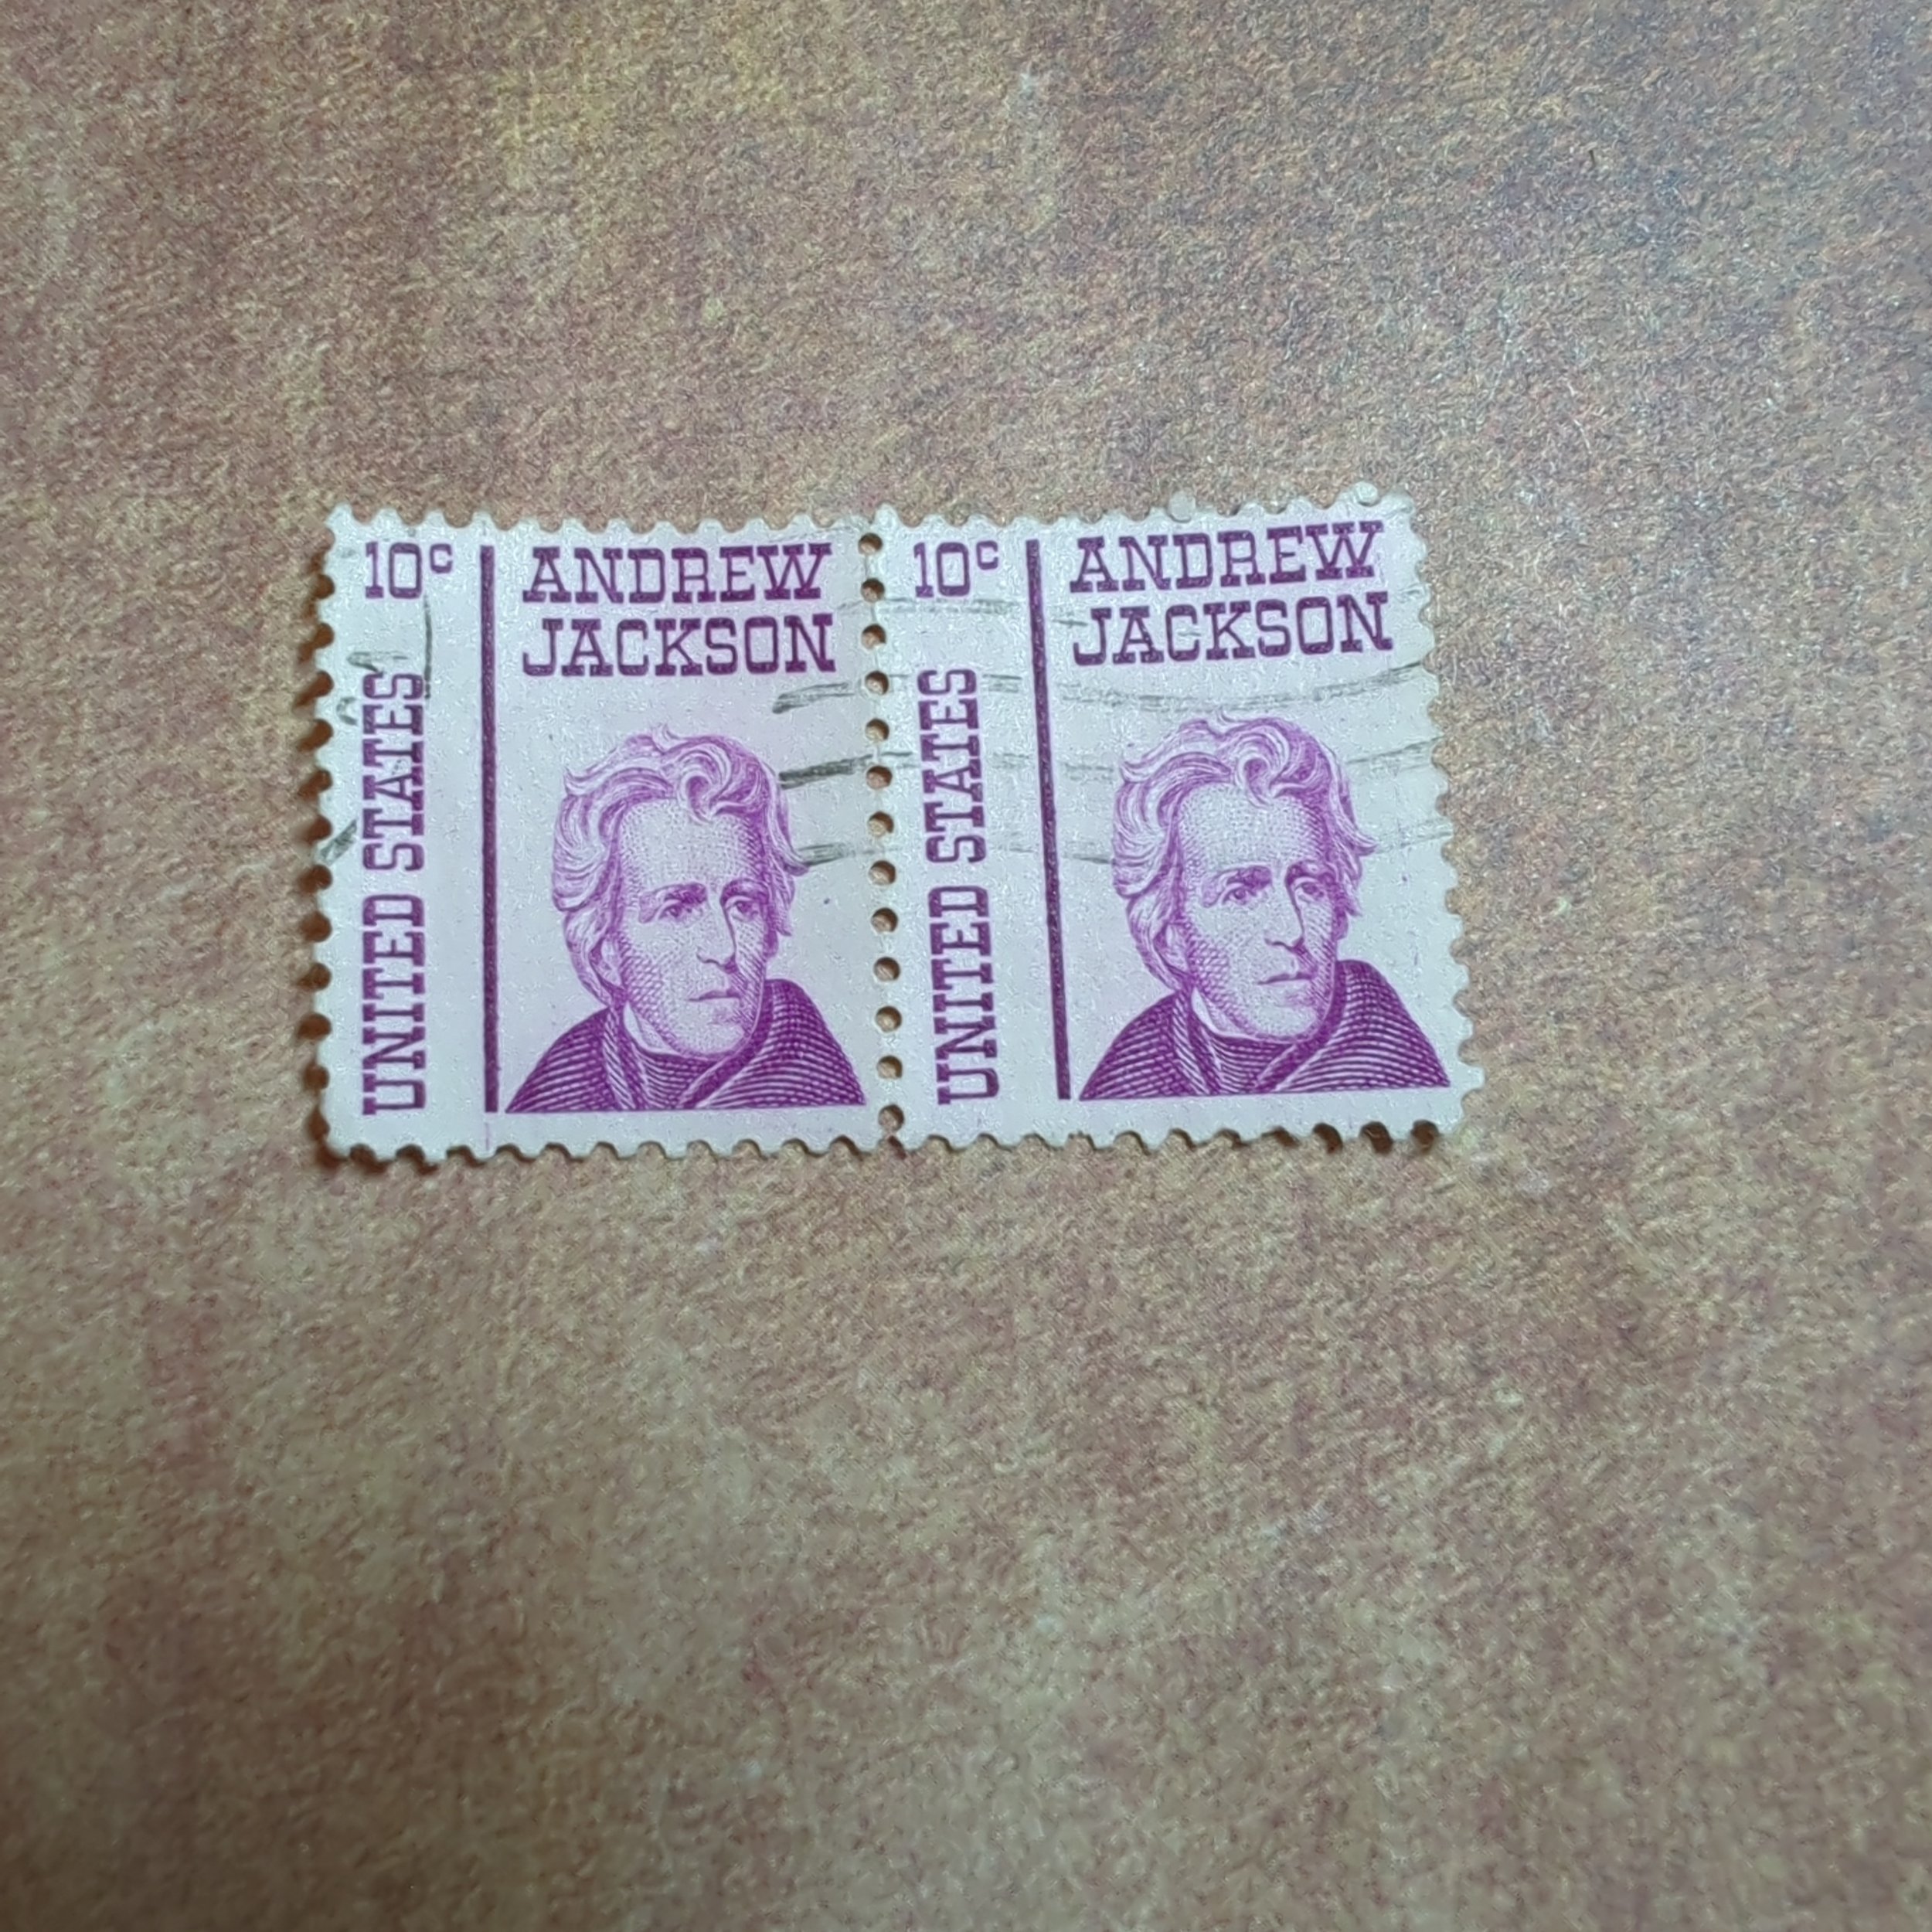 10c
ANDREW
JACKSON
UNITED STATES
10c
ANDREW
JACKSON
UNITED STATES